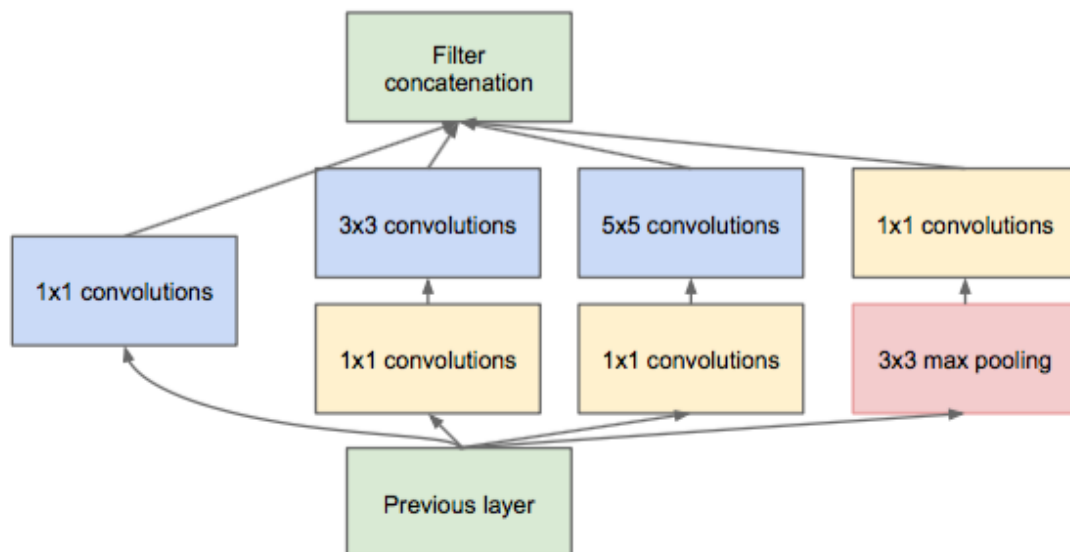 Filter
concatenation
3x3 convolutions
5x5 convolutions
1x1 convolutions
1x1 convolutions
1x1 convolutions
1x1 convolutions
3x3 max pooling
Previous layer